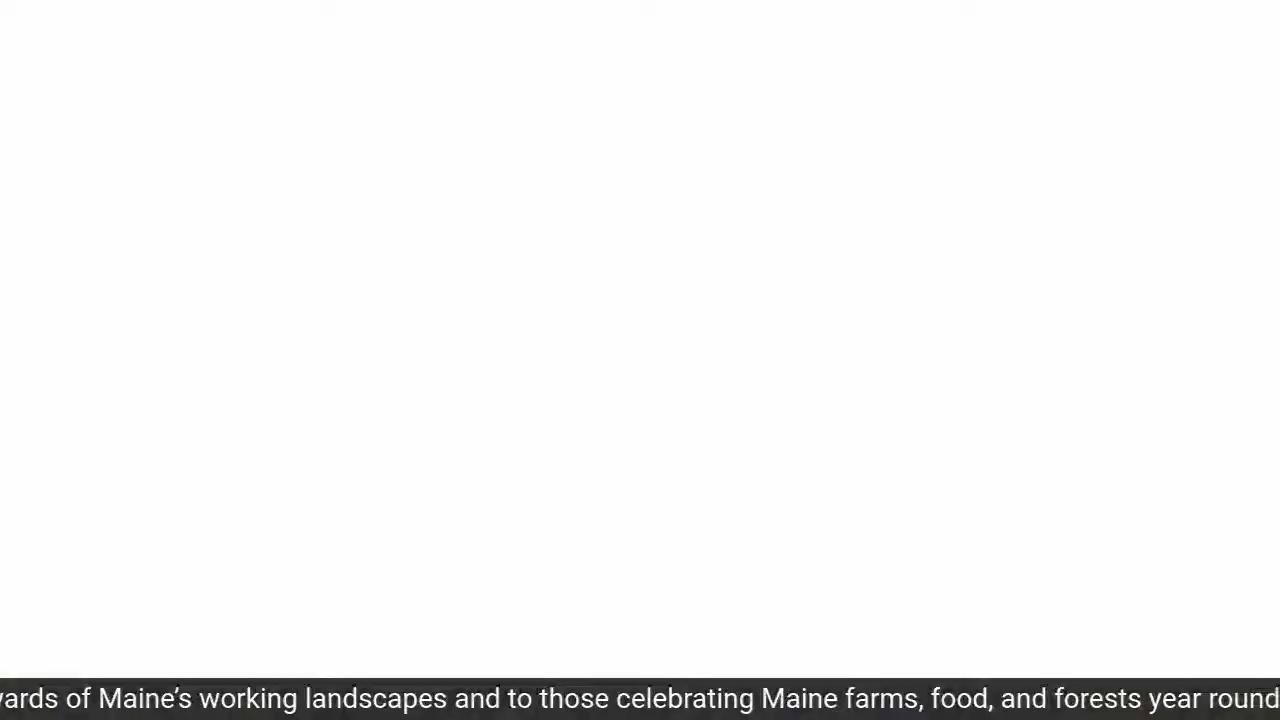 of Maine’s working landscapes and to those celebrating Maine farms, food, and forests year round